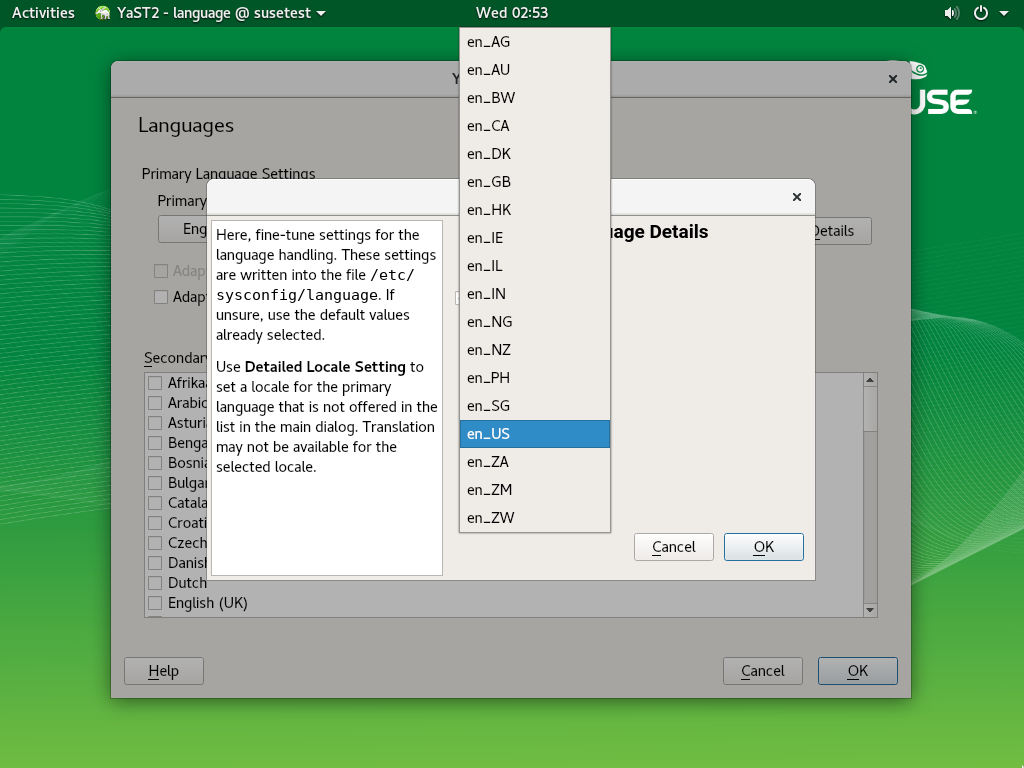 Activities
YaST2 - language @ susetest
Wed 02:53
Y
USE
Languages
Primary Language Settings
Primary
Eng
Details
Adap
Adap
Secondary
Afrikaa
Arabic
Asturia
Benga
Bosnia
Bulgar
Catala
Croati
Czech
Danish
Dutch
English (UK)
Help
Cancel
OK
uage Details
Here, fine-tune settings for the
language handling. These settings
are written into the file /etc/
sysconfig/language. If
unsure, use the default values
already selected.
Use Detailed Locale Setting to
set a locale for the primary
language that is not offered in the
list in the main dialog. Translation
may not be available for the
selected locale.
Cancel
OK
en_AG
en_AU
en_BW
en_CA
en_DK
en_GB
en_HK
en_IE
en_IL
en_IN
en_NG
en_NZ
en_PH
en_SG
en_US
en_ZA
en_ZM
en_ZW